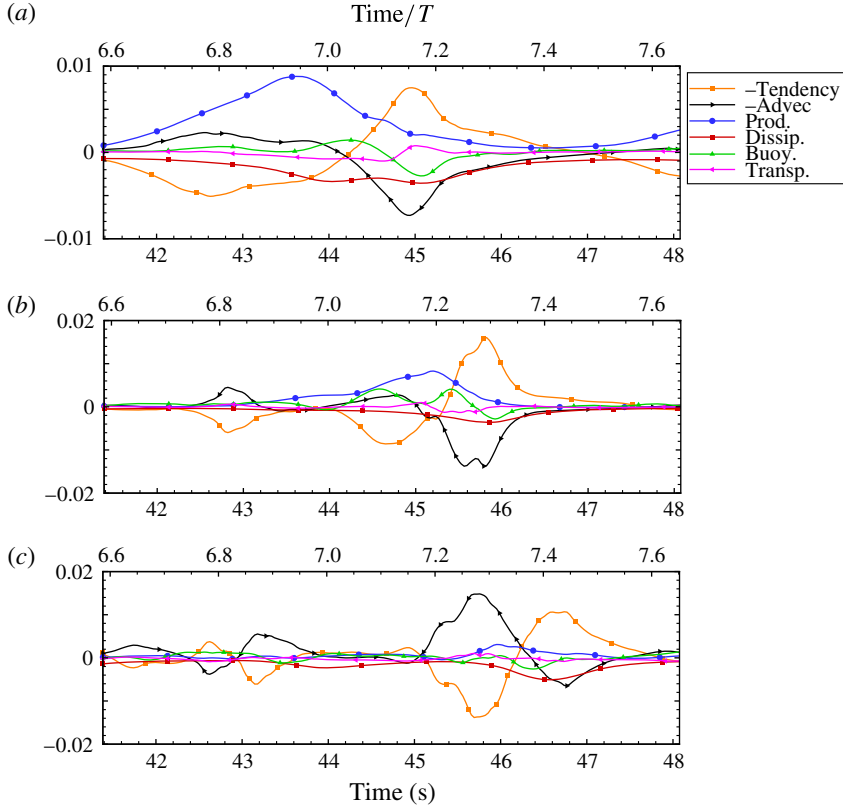 (a) Time/T
6.6 6.8 7.0 7.2 7.4 7.6
0.01
0
−0.01
42 43 44 45 46 47 48
−Tendency
−Advec
Prod.
Dissip.
Buoy.
Transp.
(b)
6.6 6.8 7.0 7.2 7.4 7.6
0.02
0
−0.02
42 43 44 45 46 47 48
(c)
6.6 6.8 7.0 7.2 7.4 7.6
0.02
0
−0.02
42 43 44 45 46 47 48
Time (s)